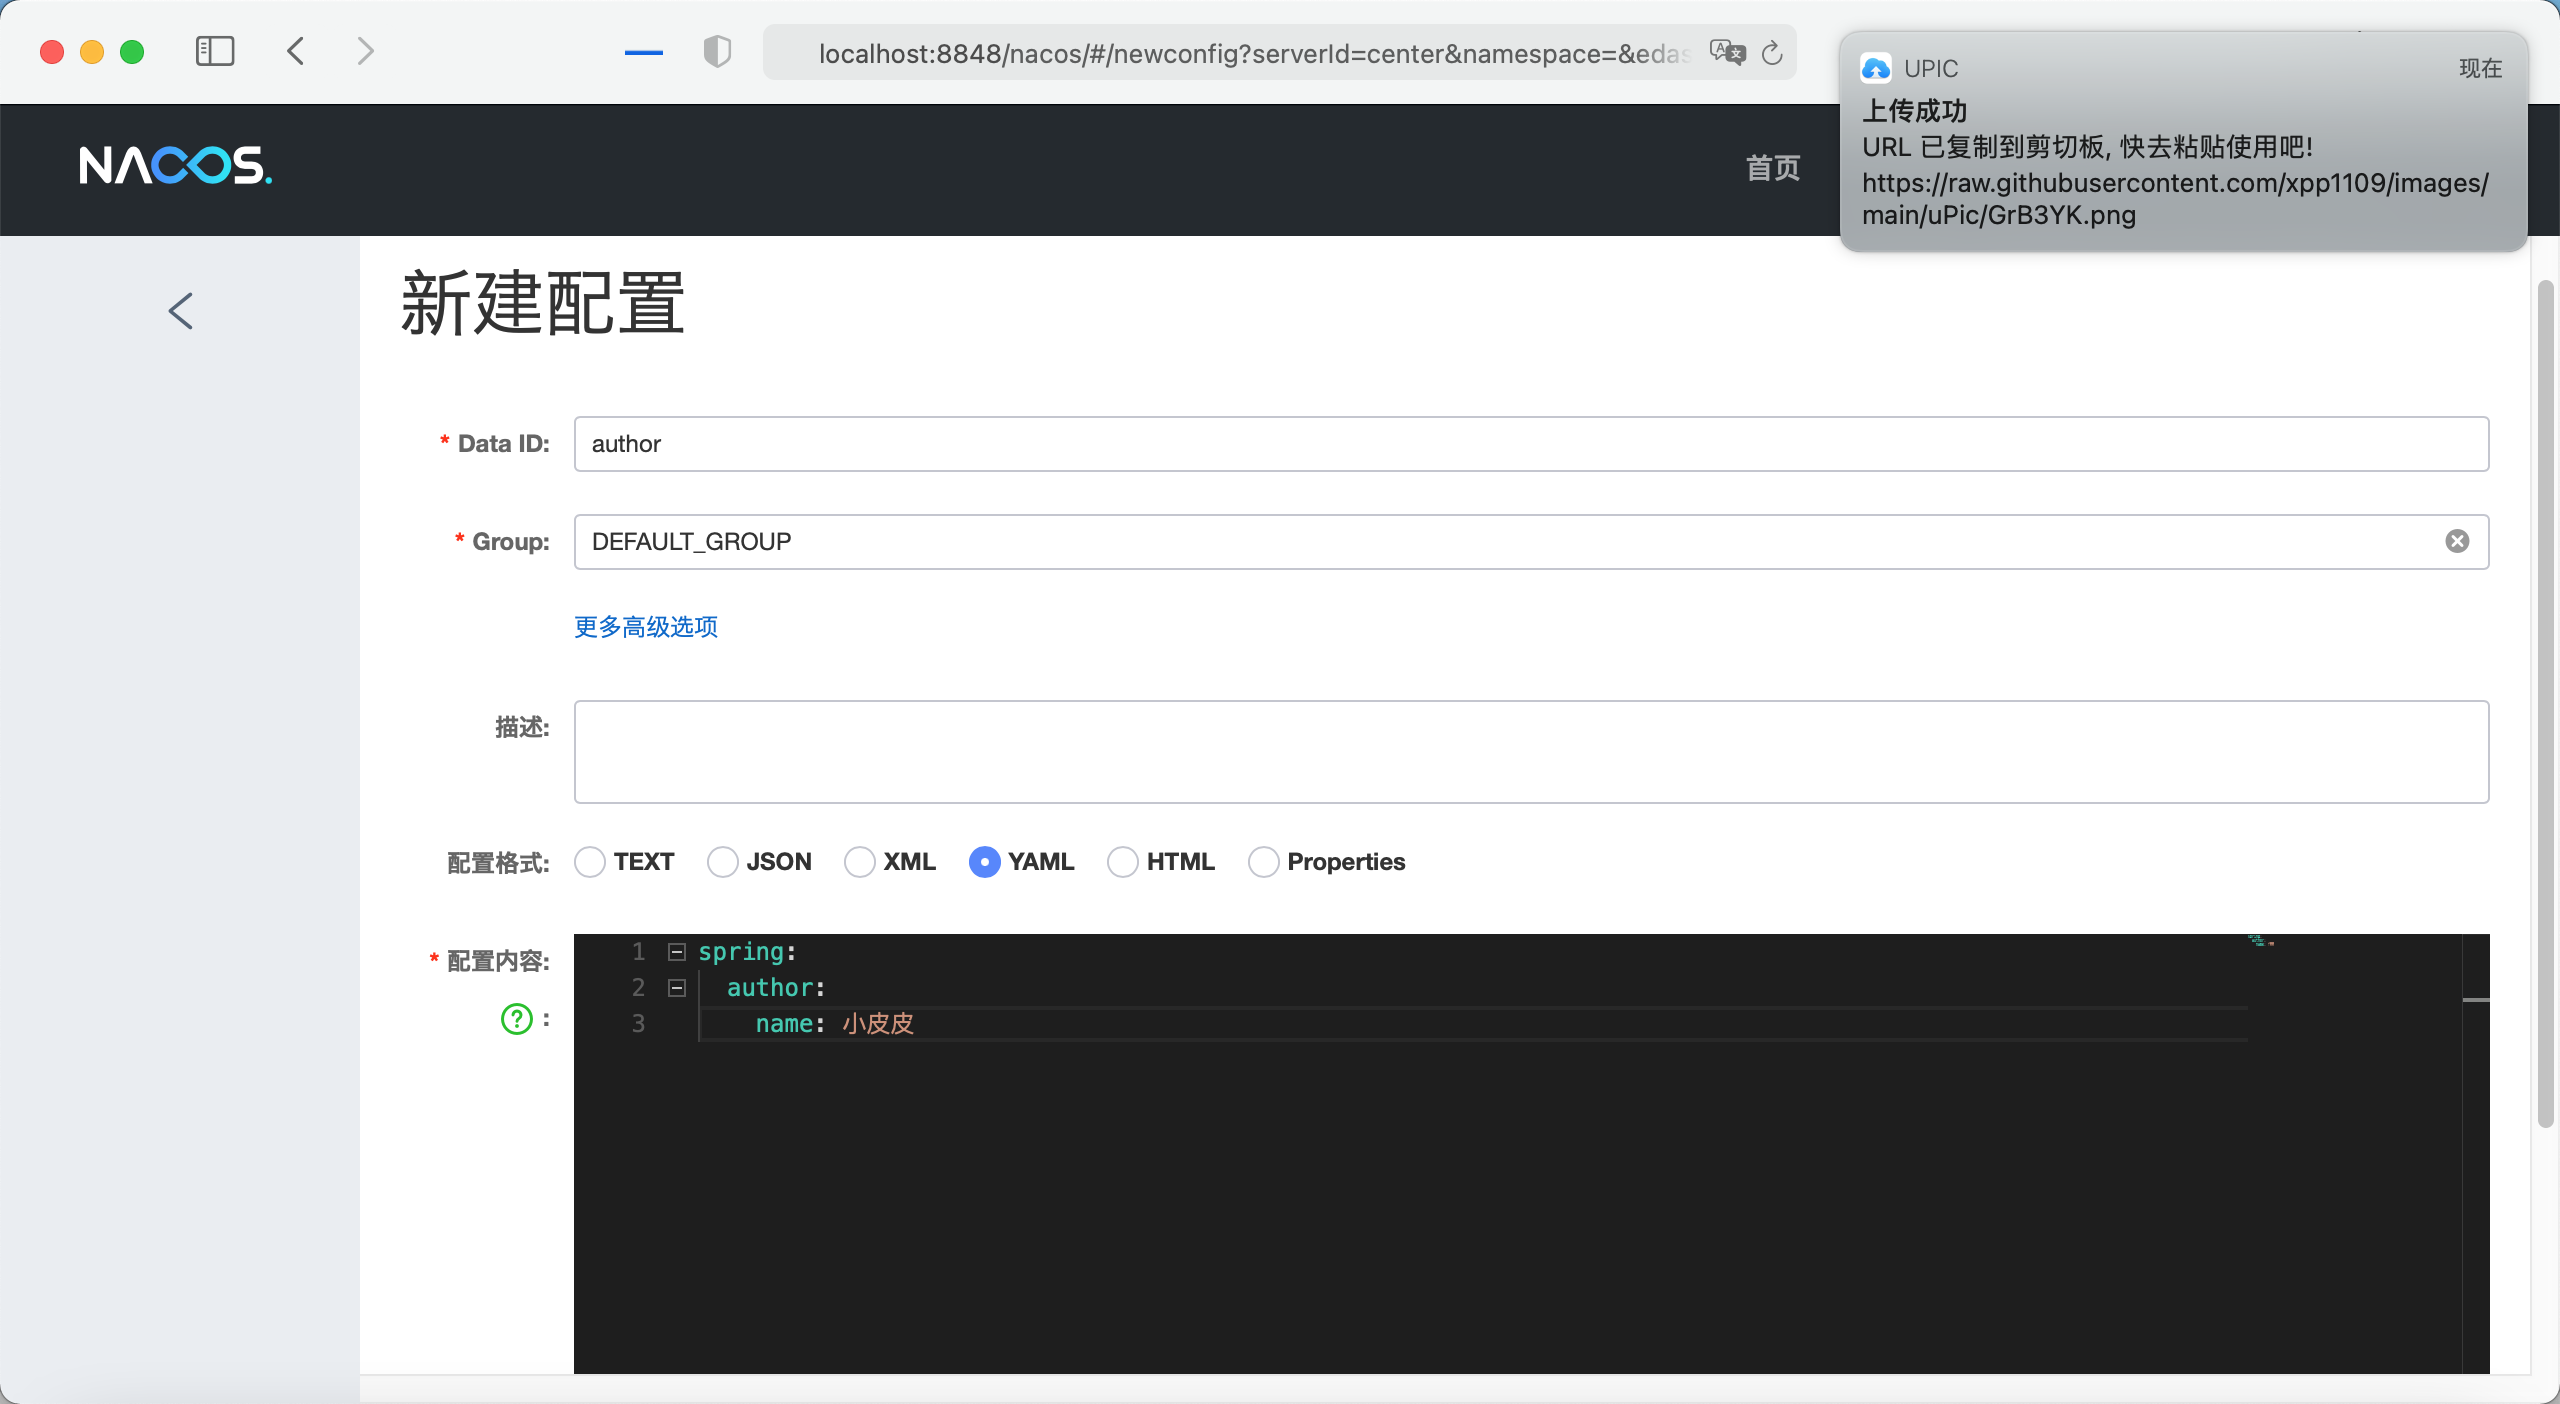 localhost:8848/nacos/#/newconfig?serverId=center&namespace=&edas
UPIC
现在
上传成功
URL 已复制到剪切板, 快去粘贴使用吧!
https://raw.githubusercontent.com/xpp1109/images/
main/uPic/GrB3YK.png
NACOS.
首页
新建配置
* Data ID:
author
* Group:
DEFAULT_GROUP
更多高级选项
描述:
配置格式:
TEXT
JSON
XML
YAML
HTML
Properties
* 配置内容:
? :
1 spring:
2 author:
3 name: 小皮皮